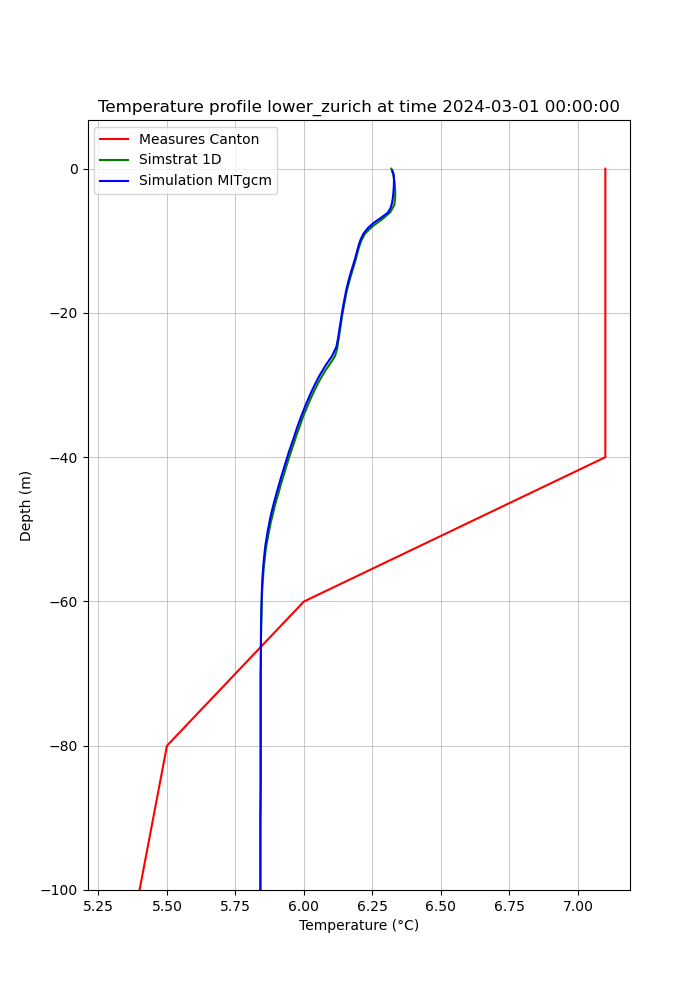 Temperature profile lower_zurich at time 2024-03-01 00:00:00
Measures Canton
Simstrat 1D
Simulation MITgcm
0
−20
−40
−60
−80
−100
Depth (m)
5.25 5.50 5.75 6.00 6.25 6.50 6.75 7.00
Temperature (°C)